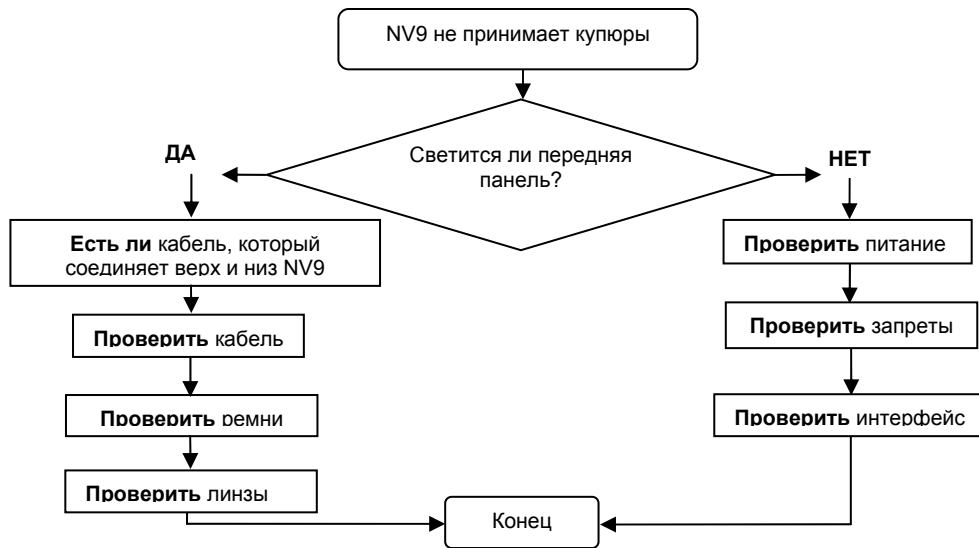 NV9 не принимает купюры
Светится ли передняя
панель?
ДА
НЕТ
Есть ли кабель, который
соединяет верх и низ NV9
Проверить кабель
Проверить ремни
Проверить линзы
Проверить питание
Проверить запреты
Проверить интерфейс
Конец